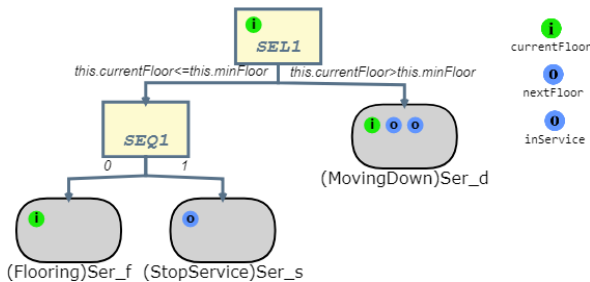 i
SEL1
this.currentFloor<=this.minFloor
this.currentFloor>this.minFloor
SEQ1
0 1
i
(Flooring)Ser_f
o
(StopService)Ser_s
i o o
(MovingDown)Ser_d
i
currentFloor
o
nextFloor
o
inService